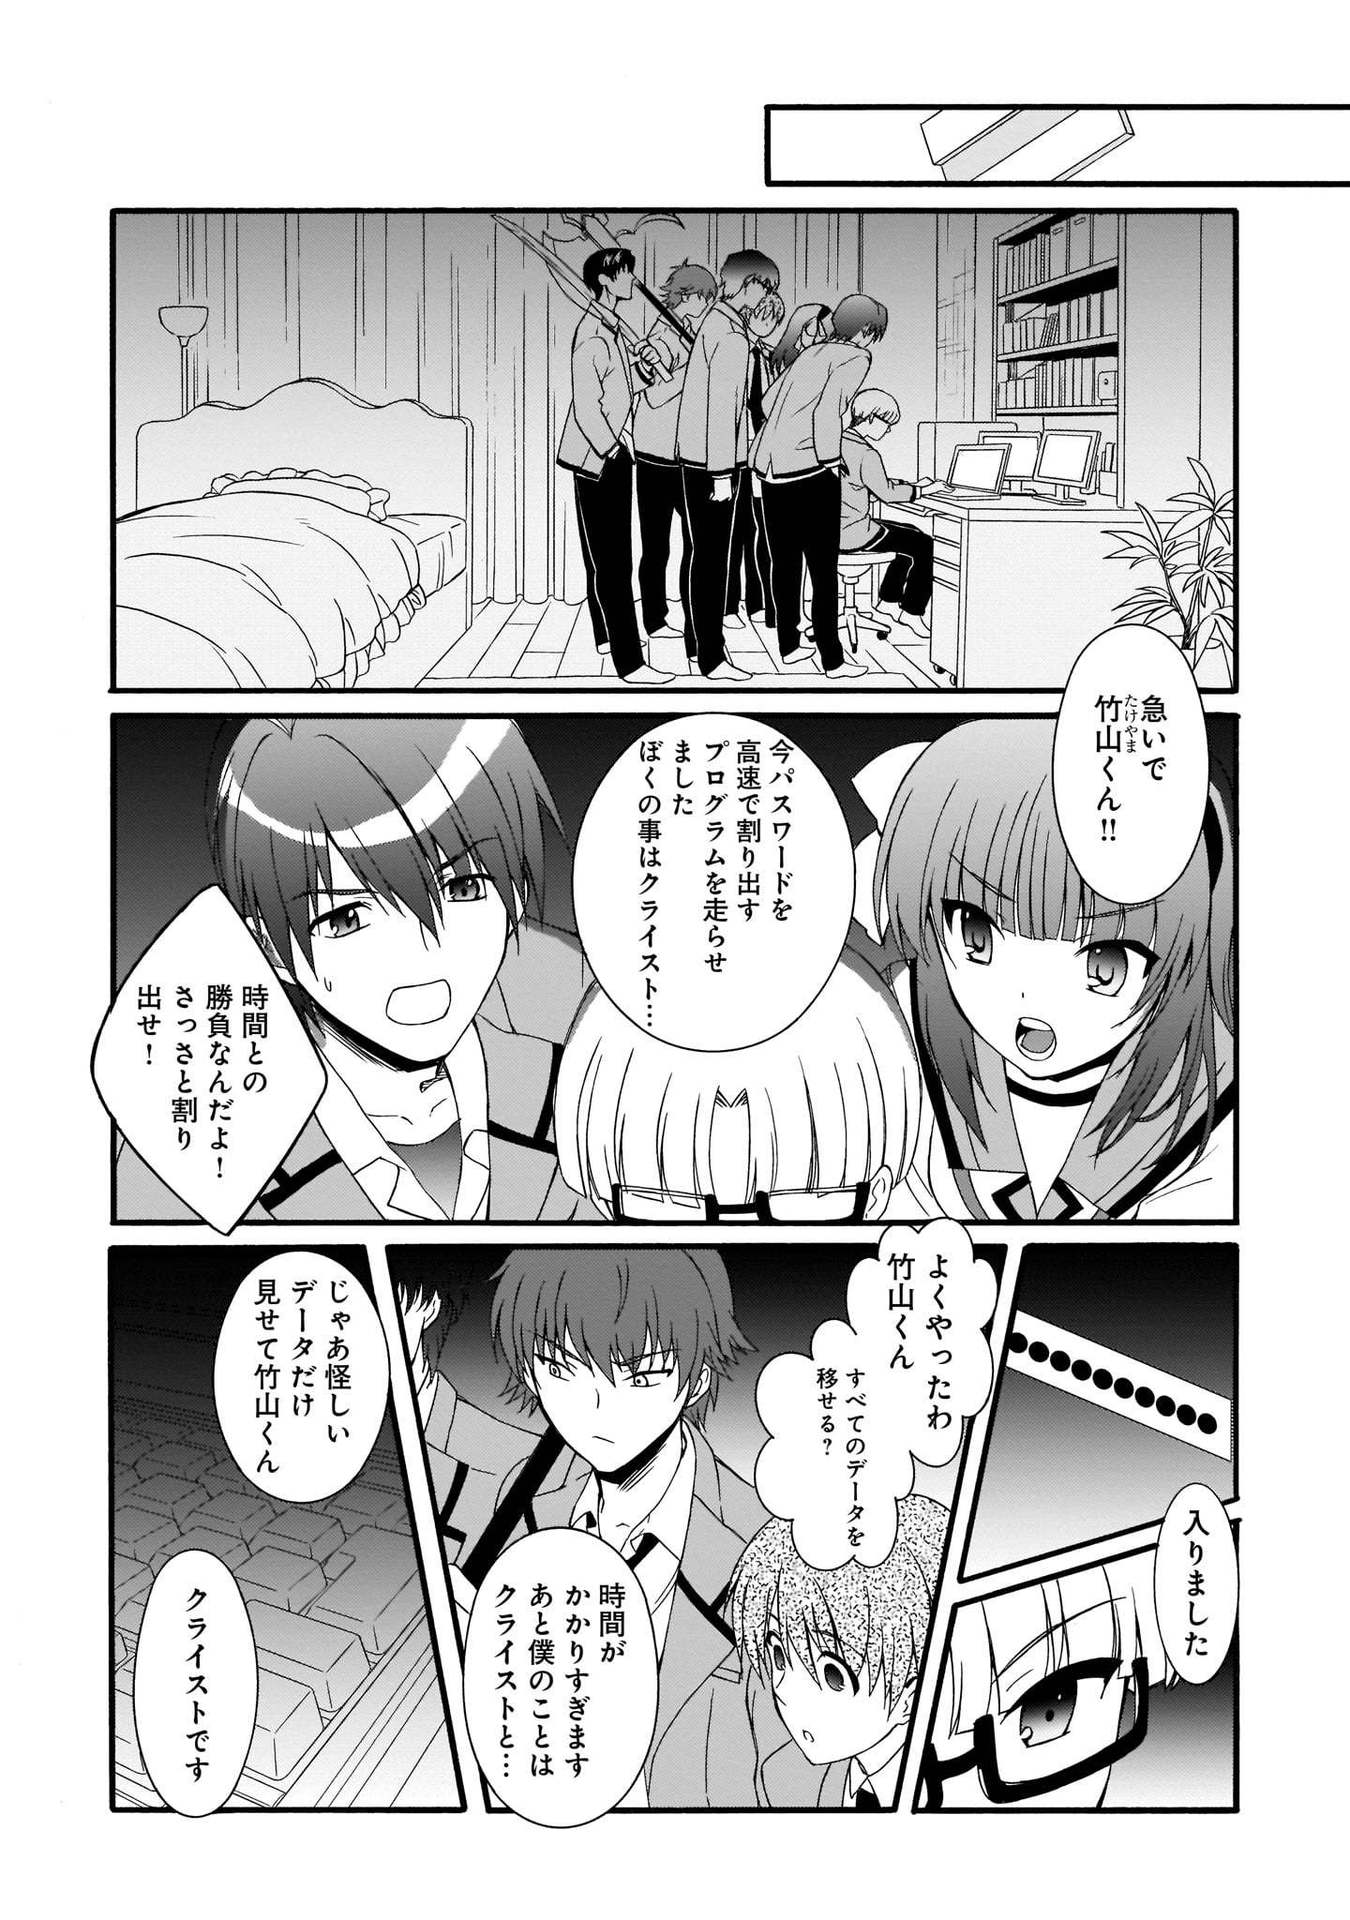 急いで
竹山くん!!
たけやま
今パスワードを
高速で割り出す
プログラムを走らせ
ました
ぼくの事はクライスト…
時間との
勝負なんだよ！
さっさと割り
出せ！
入りました
よくやったわ
竹山くん
すべてのデータを
移せる？
時間が
かかりすぎます
あと僕のことは
クライストと…
じゃあ怪しい
データだけ
見せて竹山くん
クライストです